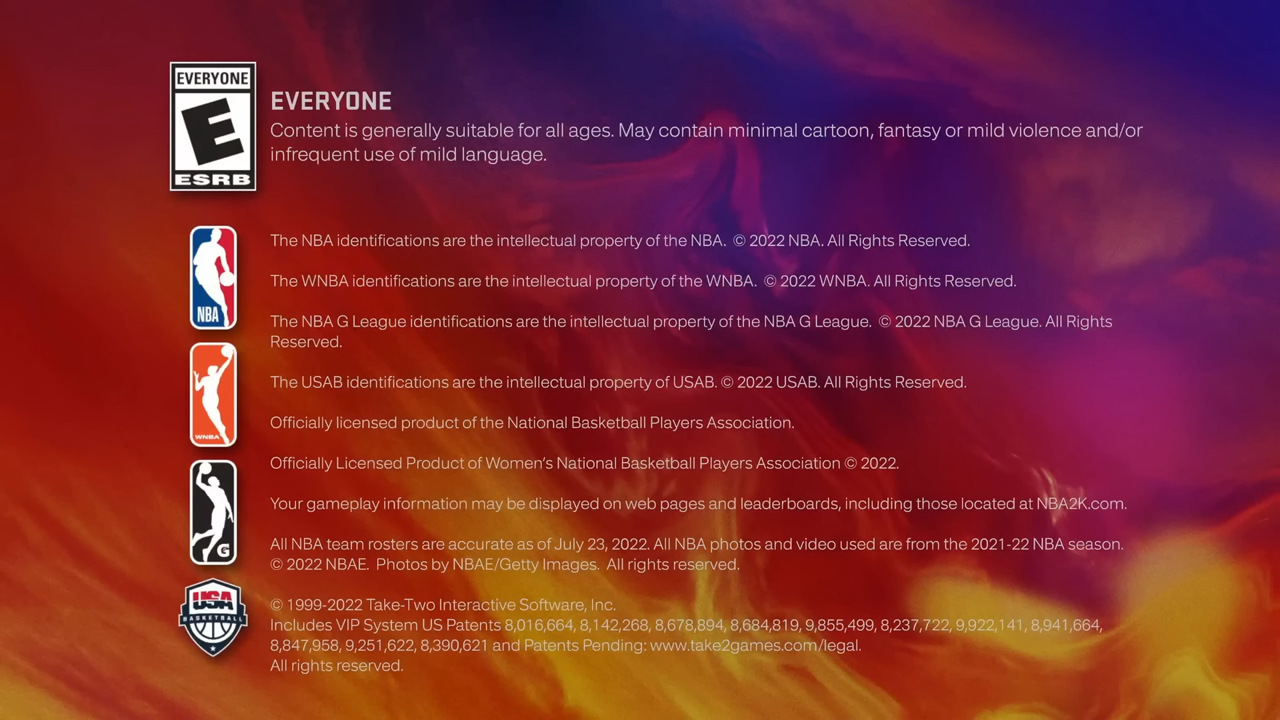 EVERYONE
E
ESRB
EVERYONE
Content is generally suitable for all ages. May contain minimal cartoon, fantasy or mild violence and/or
infrequent use of mild language.
NBA
The NBA identifications are the intellectual property of the NBA. © 2022 NBA. All Rights Reserved.
The WNBA identifications are the intellectual property of the WNBA. © 2022 WNBA. All Rights Reserved.
The NBA G League identifications are the intellectual property of the NBA G League. © 2022 NBA G League. All Rights
Reserved.
WNBA
The USAB identifications are the intellectual property of USAB. © 2022 USAB. All Rights Reserved.
Officially licensed product of the National Basketball Players Association.
Officially Licensed Product of Women's National Basketball Players Association © 2022.
G
Your gameplay information may be displayed on web pages and leaderboards, including those located at NBA2K.com.
All NBA team rosters are accurate as of July 23, 2022. All NBA photos and video used are from the 2021-22 NBA season.
© 2022 NBAE. Photos by NBAE/Getty Images. All rights reserved.
USA
BASKETBALL
© 1999-2022 Take-Two Interactive Software, Inc.
Includes VIP System US Patents 8,016,664, 8,142,268, 8,678,894, 8,684,819, 9,855,499, 8,237,722, 9,922,141, 8,941,664,
8,847,958, 9,251,622, 8,390,621 and Patents Pending: www.take2games.com/legal.
All rights reserved.